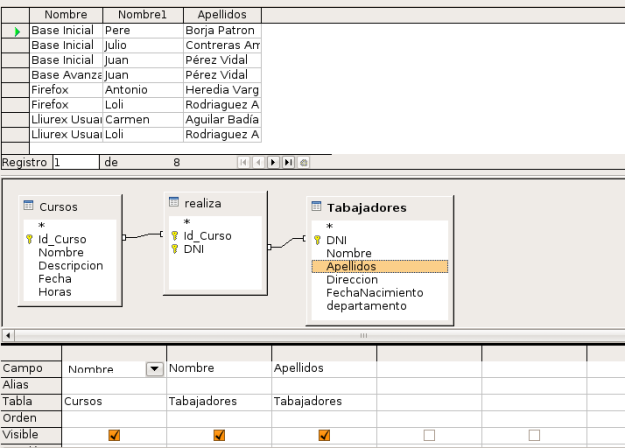 Nombre Nombre1 Apellidos
Base Inicial Pere Borja Patron
Base Inicial Julio Contreras Am
Base Inicial Juan Pérez Vidal
Base Avanza Juan Pérez Vidal
Firefox Antonio Heredia Varg
Firefox Loli Rodriaguez A
Lliurex Usuai Carmen Aguilar Badía
Lliurex Usuai Loli Rodriaguez A
Registro 1 de 8
Cursos
*
Id_Curso
Nombre
Descripcion
Fecha
Horas
realiza
*
Id_Curso
DNI
Tabajadores
*
DNI
Nombre
Apellidos
Direccion
FechaNacimiento
departamento
Campo Nombre Nombre Apellidos
Alias
Tabla Cursos Tabajadores Tabajadores
Orden
Visible